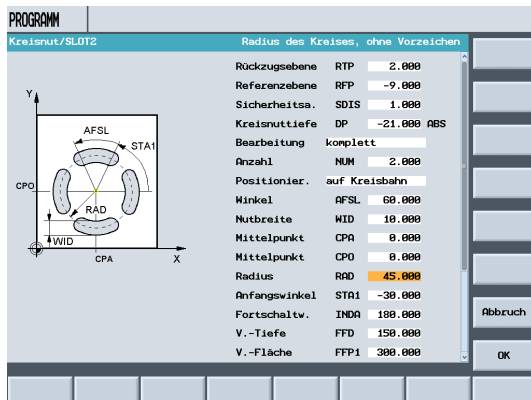 PROGRAMM
Kreisnut/SLOT2 Radius des Kreises, ohne Vorzeichen
Rückzugsebene RTP 2.000
Referenzebene RFP -9.000
Sicherheitsa. SDIS 1.000
Kreisnuttiefe DP -21.000 ABS
Bearbeitung komplett
Anzahl NUM 2.000
Positionier. auf Kreisbahn
Winkel AFSL 60.000
Nutbreite WID 10.000
Mittelpunkt CPA 0.000
Mittelpunkt CPO 0.000
Radius RAD 45.000
Anfangswinkel STA1 -30.000
Fortschaltw. INDA 180.000
V.-Tiefe FFD 150.000
V.-Fläche FFP1 300.000
Y
AFSL
STA1
CPO
RAD
WID
CPA
X
Abbruch
OK